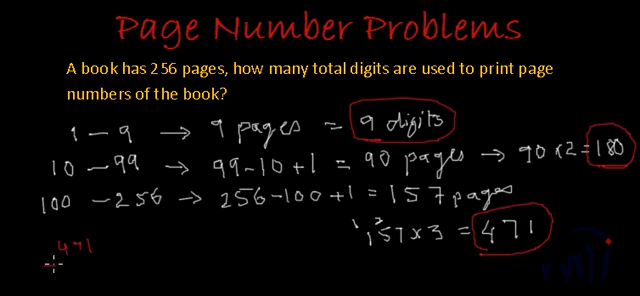 Page Number Problems
A book has 256 pages, how many total digits are used to print page
numbers of the book?
1 – 9 → 9 pages = 9 digits
10 – 99 → 99-10+1 = 90 pages → 90 x 2 = 180
100 – 256 → 256-100+1 = 157 pages
157 x 3 = 471
471